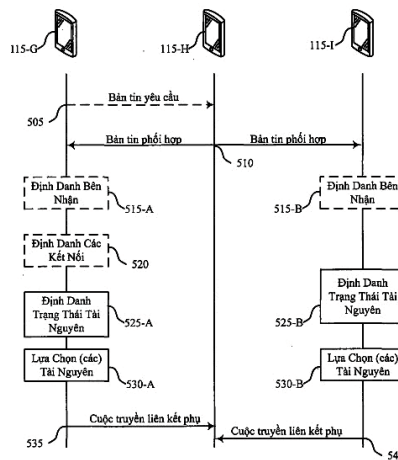 115-G
115-H
115-I
Bản tin yêu cầu
505
Bản tin phối hợp
Bản tin phối hợp
510
Định Danh Bên
Nhận
515-A
Định Danh Bên
Nhận
515-B
Định Danh Các
Kết Nối
520
Định Danh
Trạng Thái Tài
Nguyên
525-A
Định Danh
Trạng Thái Tài
Nguyên
525-B
Lựa Chọn (các)
Tài Nguyên
530-A
Lựa Chọn (các)
Tài Nguyên
530-B
Cuộc truyền liên kết phụ
535
Cuộc truyền liên kết phụ